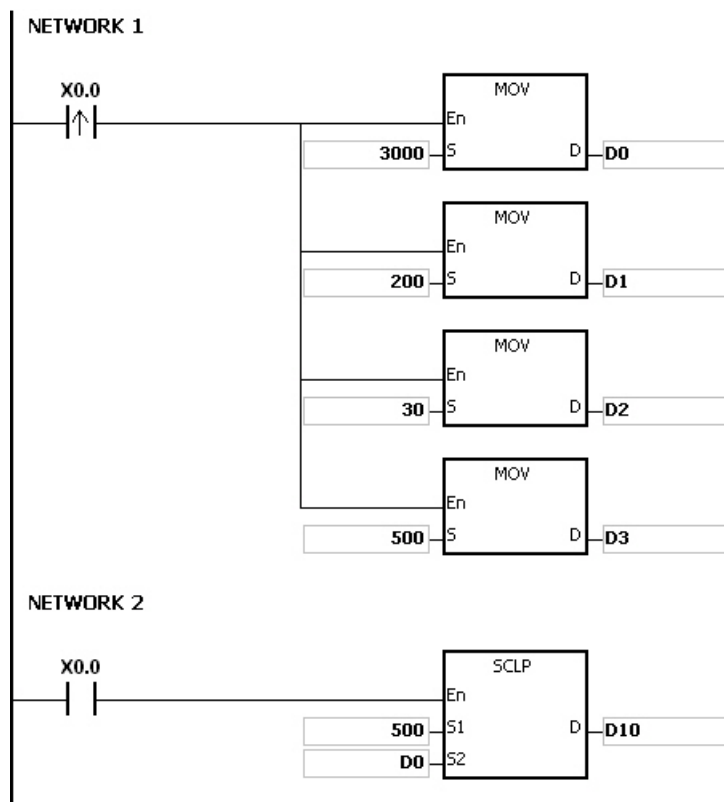 NETWORK 1
X0.0
MOV
En
3000 S D D0
MOV
En
200 S D D1
MOV
En
30 S D D2
MOV
En
500 S D D3
NETWORK 2
X0.0
SCLP
En
500 S1 D D10
D0 S2